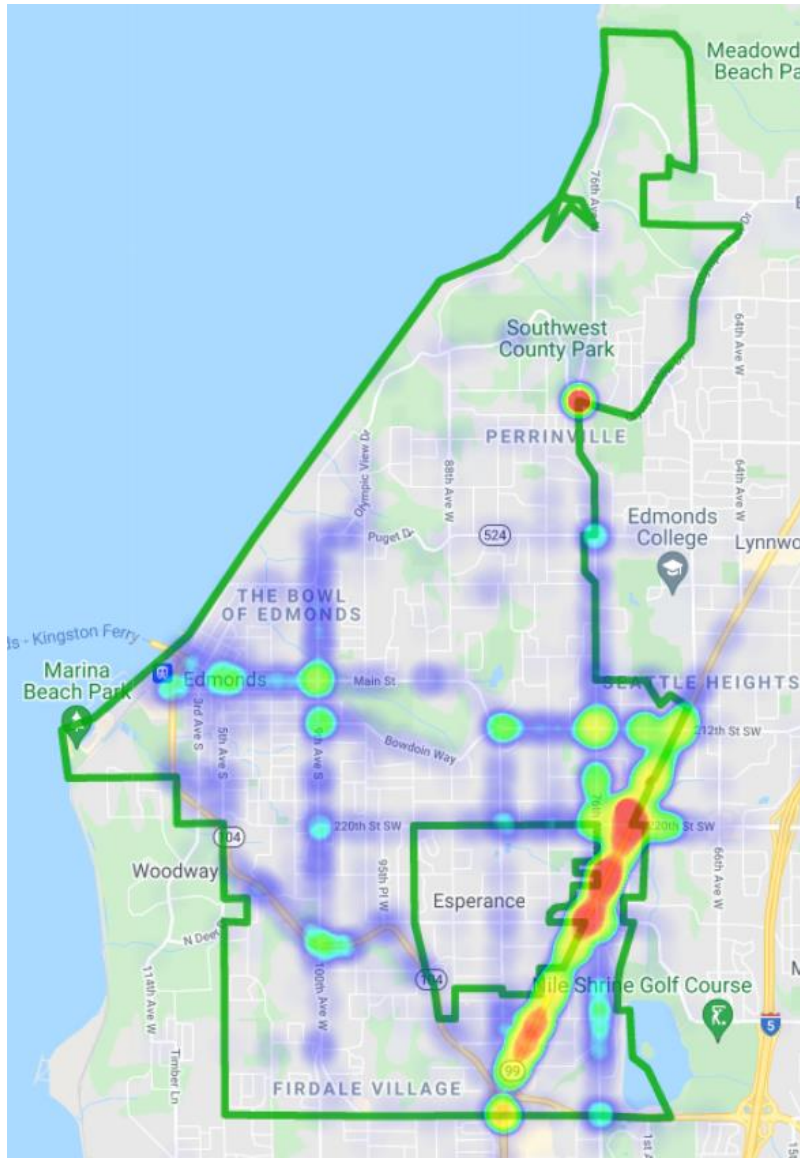 Meadowd
Beach Pa
76th Ave W
Southwest
County Park
64th Ave W
PERRINVILLE
Olympic View Dr
88th Ave W
64th Ave W
Puget Dr
524
Edmonds
College
Lynnwo
THE BOWL
OF EDMONDS
ds - Kingston Ferry
Marina
Beach Park
Edmonds
Main St
SEATTLE HEIGHTS
3rd Ave S
5th Ave S
9th Ave S
Bowdoin Way
212th St SW
76th
104
220th St SW
220th St SW
Woodway
95th Pl W
Esperance
66th Ave W
N Deer
114th Ave W
100th Ave W
104
Nile Shrine Golf Course
M
5
Timber Ln
99
FIRDALE VILLAGE
1st A